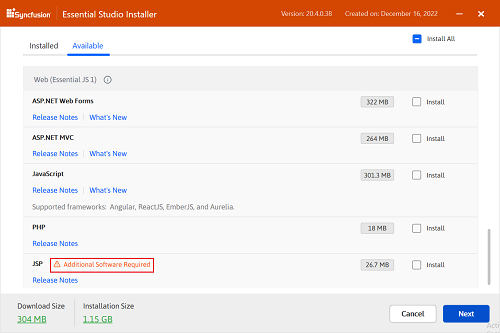 Syncfusion Essential Studio Installer Version: 20.4.0.38 Created on: December 16, 2022
Installed Available Install All
Web (Essential JS 1)
ASP.NET Web Forms 322 MB Install
Release Notes What's New
ASP.NET MVC 264 MB Install
Release Notes What's New
JavaScript 301.3 MB Install
Release Notes What's New
Supported frameworks: Angular, ReactJS, EmberJS, and Aurelia.
PHP 18 MB Install
Release Notes
JSP Additional Software Required 26.7 MB Install
Release Notes
Download Size Installation Size
304 MB 1.15 GB
Cancel Next